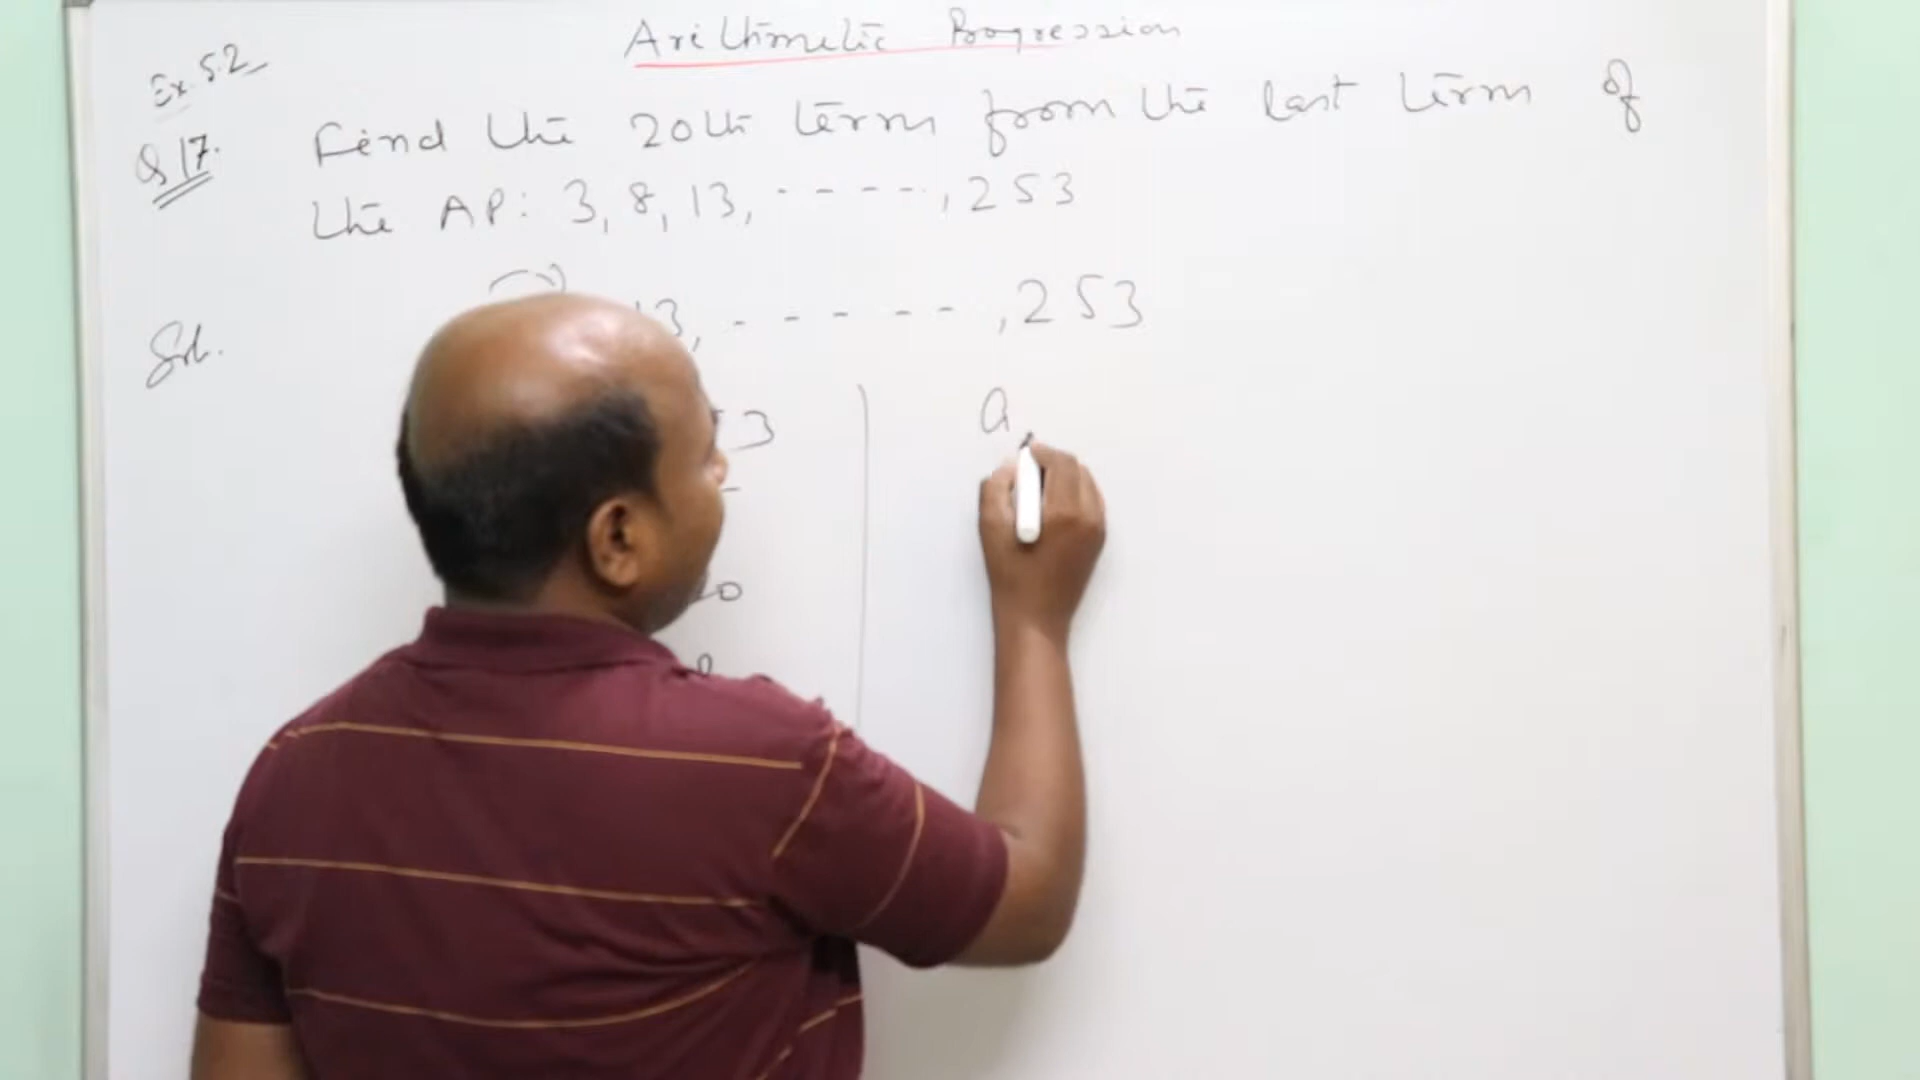 Arithmetic Progression
Ex. 5.2
Q 17. Find the 20th term from the last term of
the AP: 3, 8, 13, - - - - , 253
Sol. 13, - - - - - - , 253
3 a